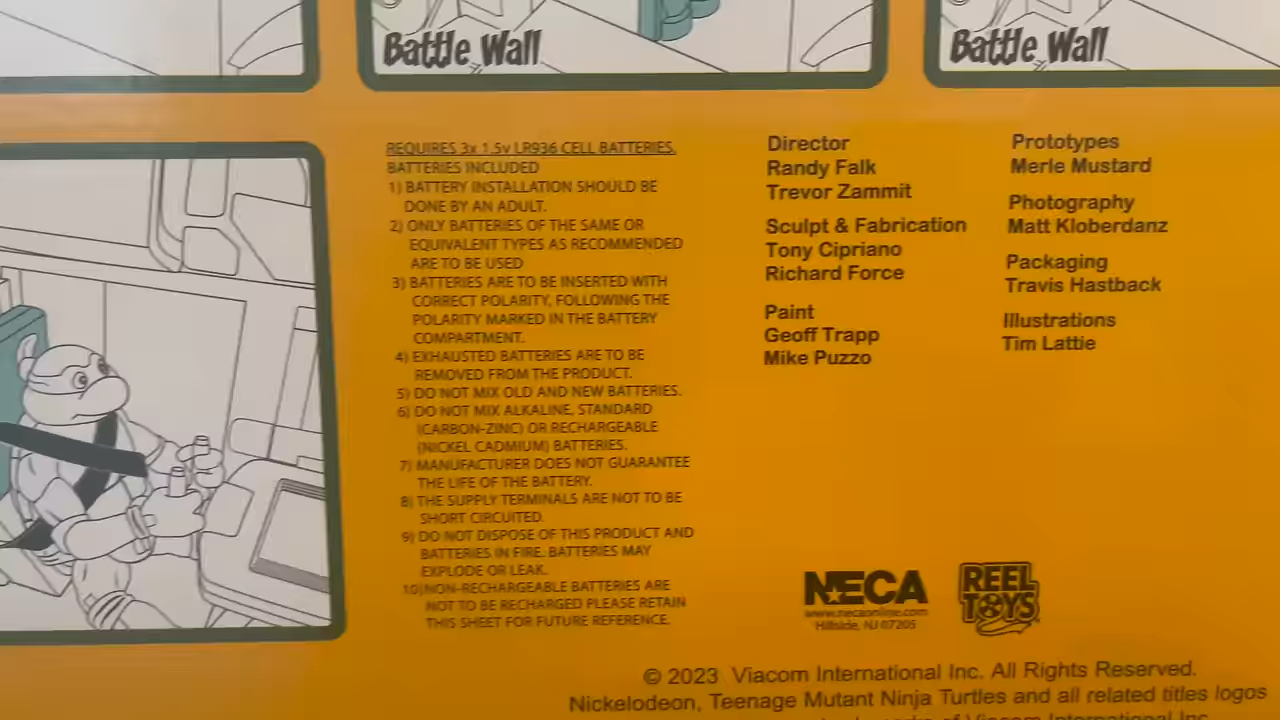 Battle Wall
Battle Wall
REQUIRES 3x 1.5v LR936 CELL BATTERIES.
BATTERIES INCLUDED
1) BATTERY INSTALLATION SHOULD BE
DONE BY AN ADULT.
2) ONLY BATTERIES OF THE SAME OR
EQUIVALENT TYPES AS RECOMMENDED
ARE TO BE USED
3) BATTERIES ARE TO BE INSERTED WITH
CORRECT POLARITY, FOLLOWING THE
POLARITY MARKED IN THE BATTERY
COMPARTMENT.
4) EXHAUSTED BATTERIES ARE TO BE
REMOVED FROM THE PRODUCT.
5) DO NOT MIX OLD AND NEW BATTERIES.
6) DO NOT MIX ALKALINE, STANDARD
(CARBON-ZINC) OR RECHARGEABLE
(NICKEL CADMIUM) BATTERIES.
7) MANUFACTURER DOES NOT GUARANTEE
THE LIFE OF THE BATTERY.
8) THE SUPPLY TERMINALS ARE NOT TO BE
SHORT CIRCUITED.
9) DO NOT DISPOSE OF THIS PRODUCT AND
BATTERIES IN FIRE. BATTERIES MAY
EXPLODE OR LEAK.
10)NON-RECHARGEABLE BATTERIES ARE
NOT TO BE RECHARGED PLEASE RETAIN
THIS SHEET FOR FUTURE REFERENCE.
Director
Randy Falk
Trevor Zammit
Sculpt & Fabrication
Tony Cipriano
Richard Force
Paint
Geoff Trapp
Mike Puzzo
Prototypes
Merle Mustard
Photography
Matt Kloberdanz
Packaging
Travis Hastback
Illustrations
Tim Lattie
NECA
www.necaonline.com
Hillside, NJ 07205
REEL
TOYS
© 2023 Viacom International Inc. All Rights Reserved.
Nickelodeon, Teenage Mutant Ninja Turtles and all related titles logos
of Viacom International Inc